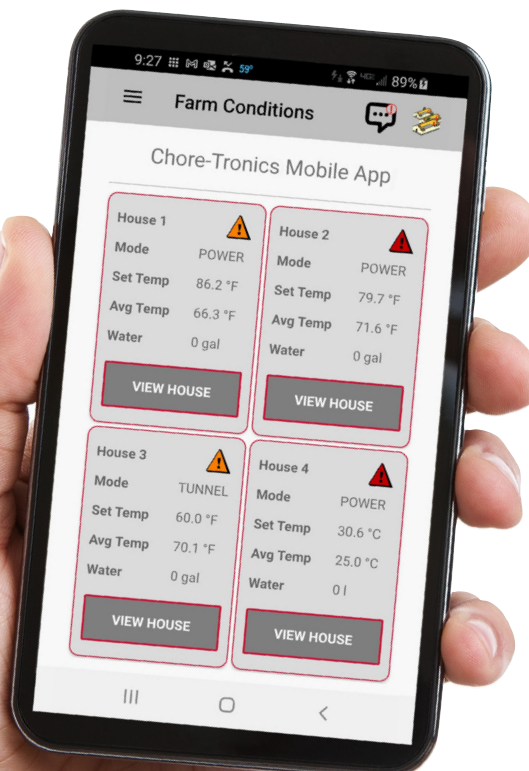 9:27 59° 4GE 89%
Farm Conditions
Chore-Tronics Mobile App
House 1
Mode POWER
Set Temp 86.2 °F
Avg Temp 66.3 °F
Water 0 gal
VIEW HOUSE
House 2
Mode POWER
Set Temp 79.7 °F
Avg Temp 71.6 °F
Water 0 gal
VIEW HOUSE
House 3
Mode TUNNEL
Set Temp 60.0 °F
Avg Temp 70.1 °F
Water 0 gal
VIEW HOUSE
House 4
Mode POWER
Set Temp 30.6 °C
Avg Temp 25.0 °C
Water 0 l
VIEW HOUSE